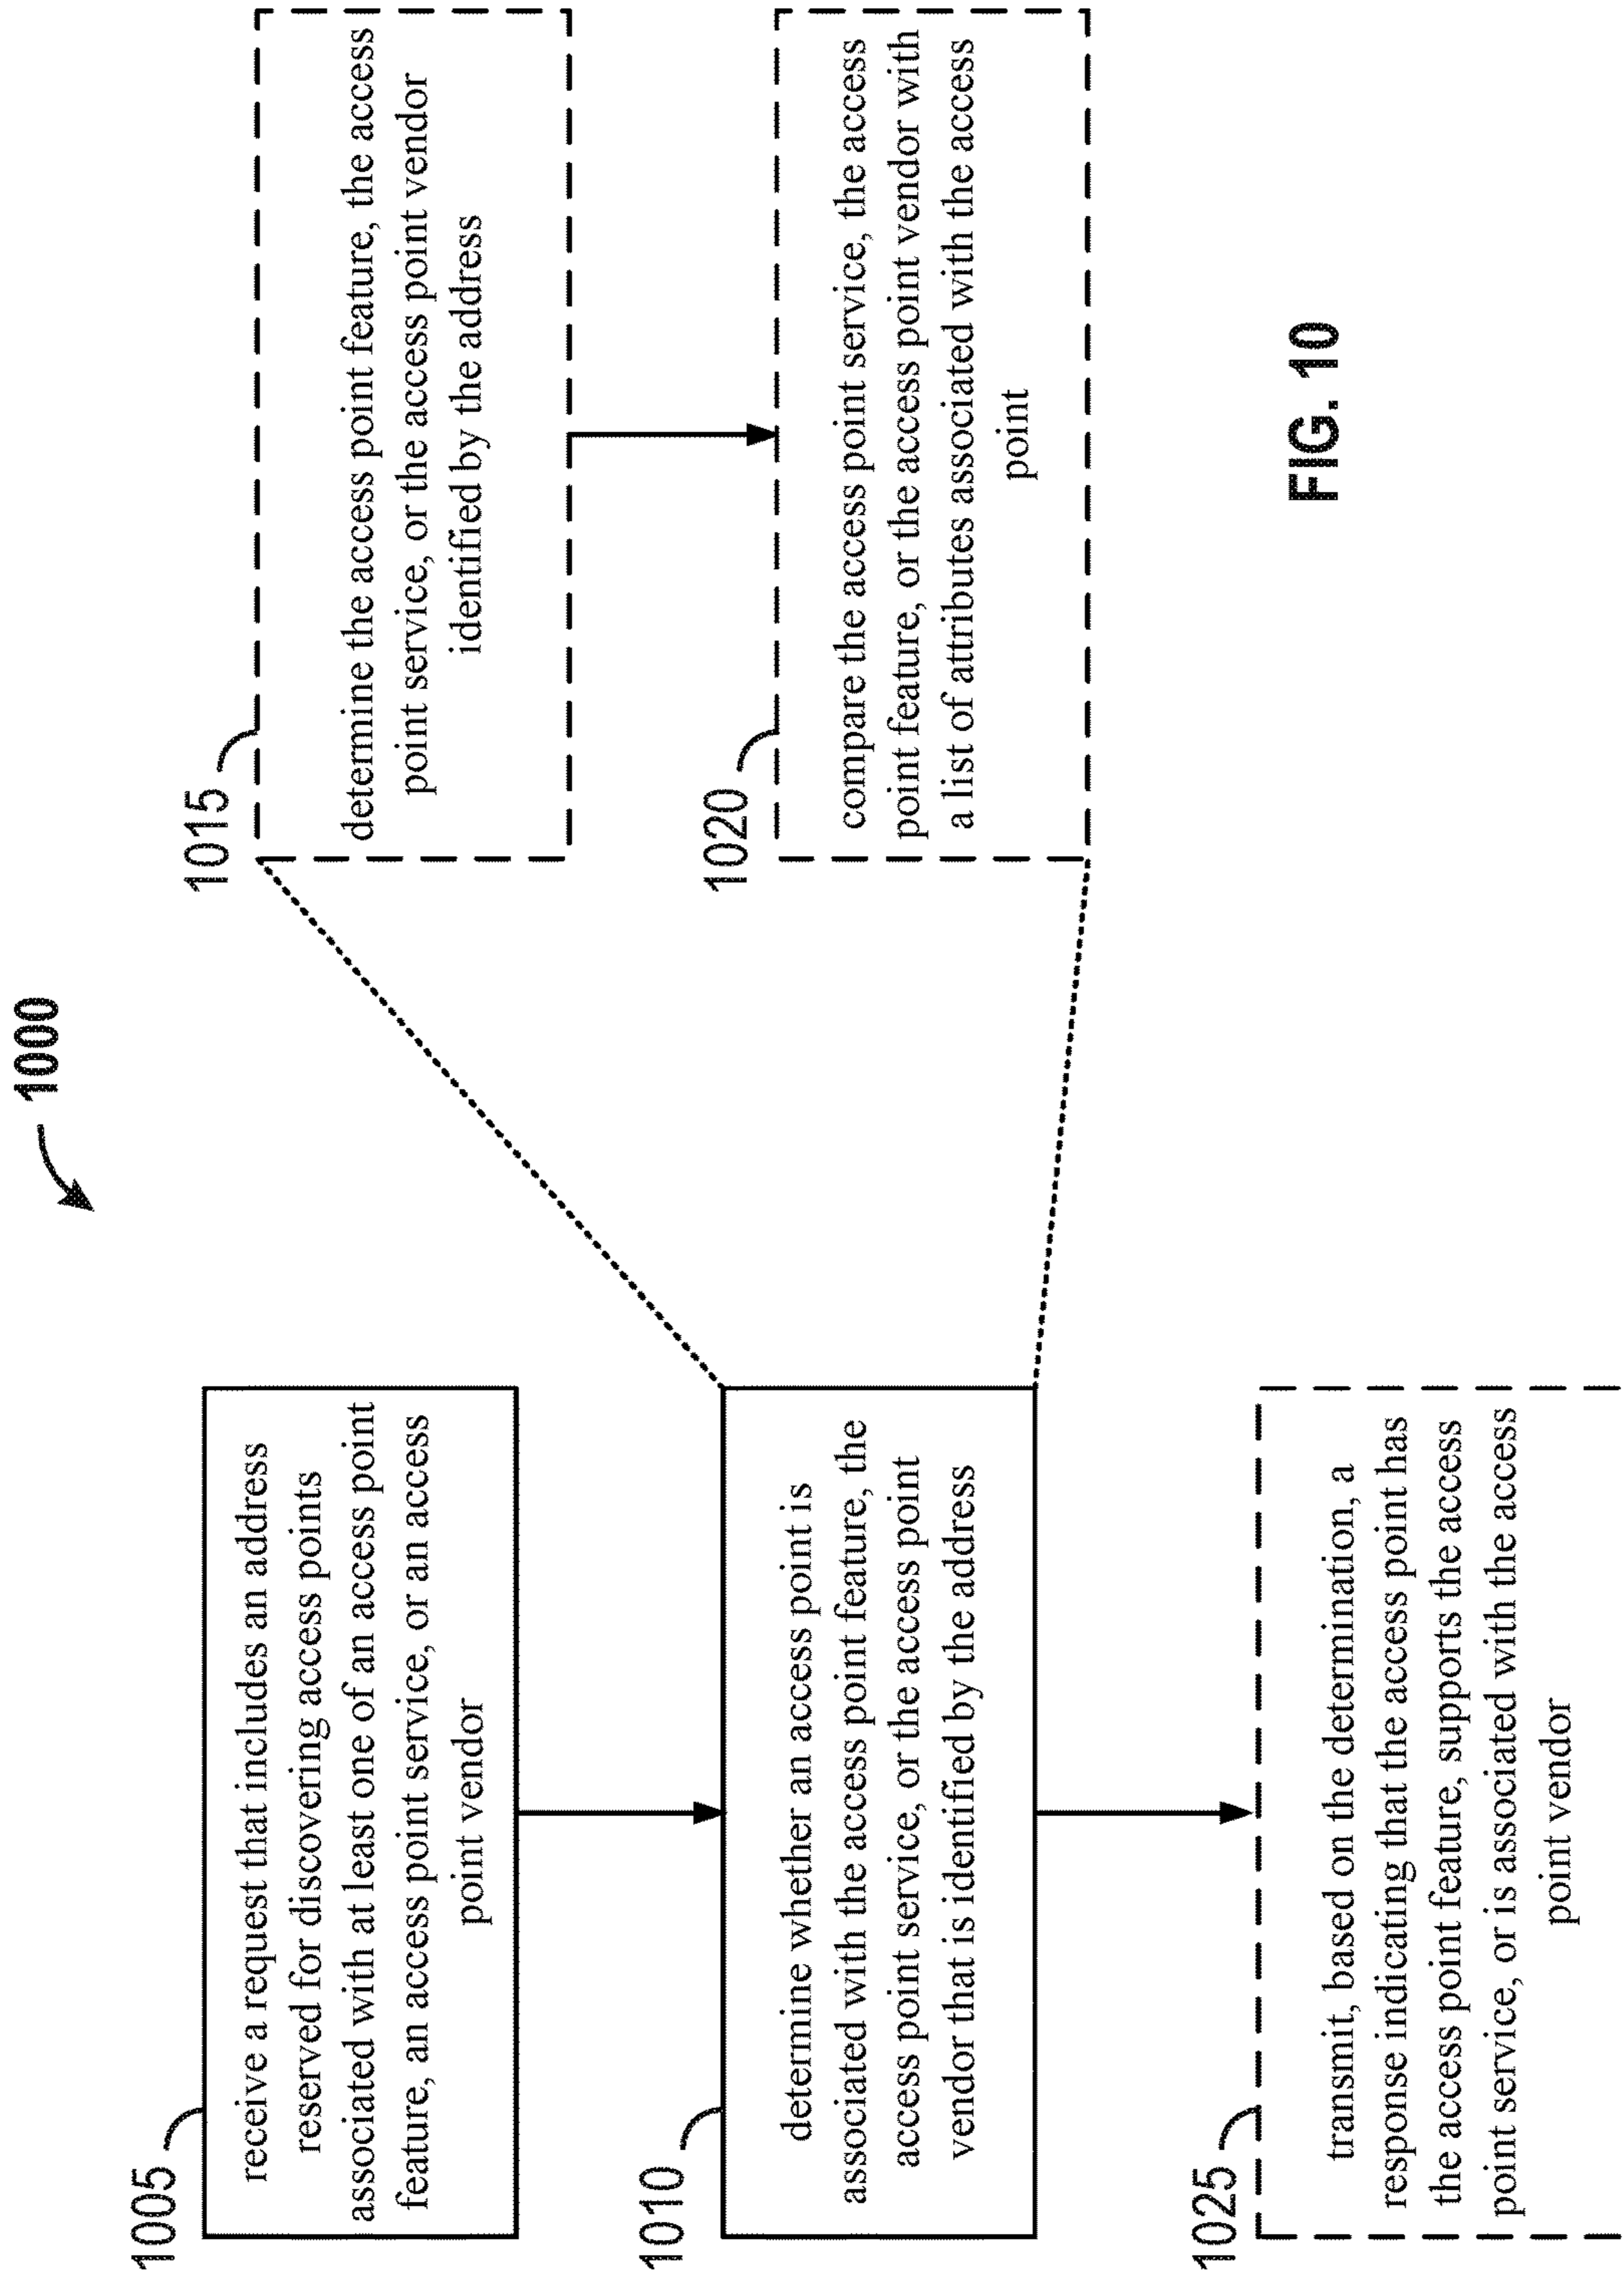 1000
1005
receive a request that includes an address
reserved for discovering access points
associated with at least one of an access point
feature, an access point service, or an access
point vendor
1010
determine whether an access point is
associated with the access point feature, the
access point service, or the access point
vendor that is identified by the address
1015
determine the access point feature, the access
point service, or the access point vendor
identified by the address
1020
compare the access point service, the access
point feature, or the access point vendor with
a list of attributes associated with the access
point
1025
transmit, based on the determination, a
response indicating that the access point has
the access point feature, supports the access
point service, or is associated with the access
point vendor
FIG. 10